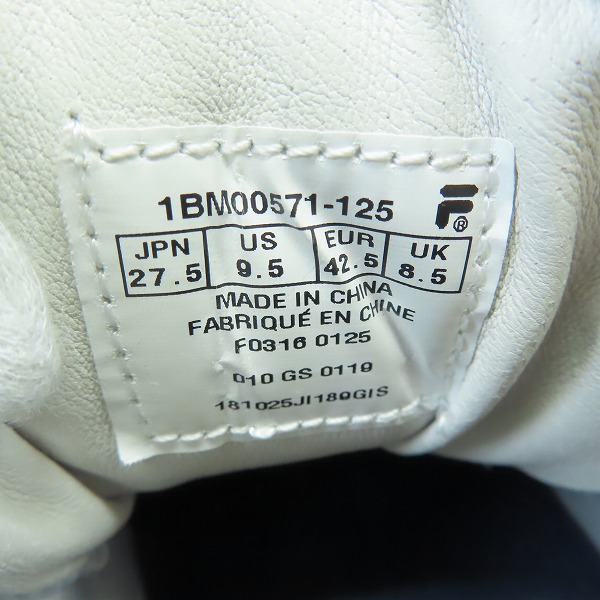 1BM00571-125 F®
JPN US EUR UK
27.5 9.5 42.5 8.5
MADE IN CHINA
FABRIQUÉ EN CHINE
F0316 0125
010 GS 0119
181025JI189GIS